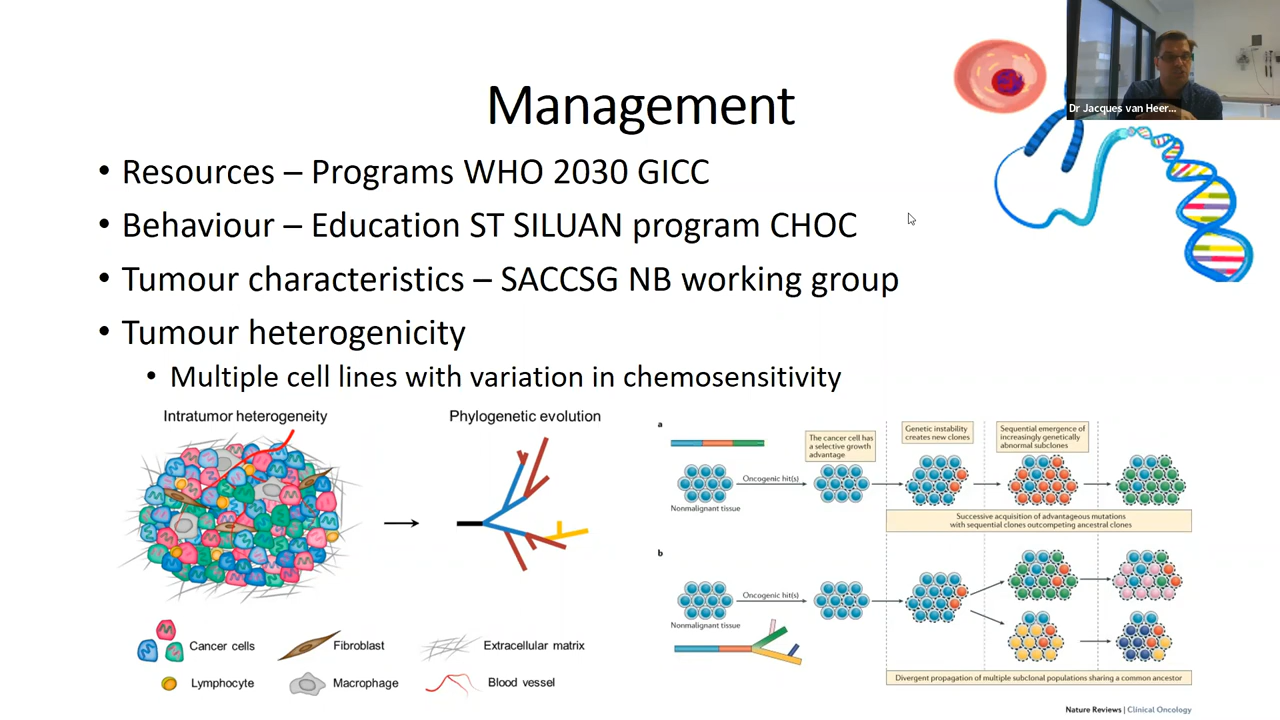 Management
• Resources – Programs WHO 2030 GICC
• Behaviour – Education ST SILUAN program CHOC
• Tumour characteristics – SACCSG NB working group
• Tumour heterogenicity
• Multiple cell lines with variation in chemosensitivity
Dr Jacques van Heer...
Intratumor heterogeneity
Phylogenetic evolution
Cancer cells
Fibroblast
Extracellular matrix
Lymphocyte
Macrophage
Blood vessel
a
The cancer cell has
a selective growth
advantage
Genetic instability
creates new clones
Sequential emergence of
increasingly genetically
abnormal subclones
Oncogenic hit(s)
Nonmalignant tissue
Successive acquisition of advantageous mutations
with sequential clones outcompeting ancestral clones
b
Oncogenic hit(s)
Nonmalignant tissue
Divergent propagation of multiple subclonal populations sharing a common ancestor
Nature Reviews | Clinical Oncology